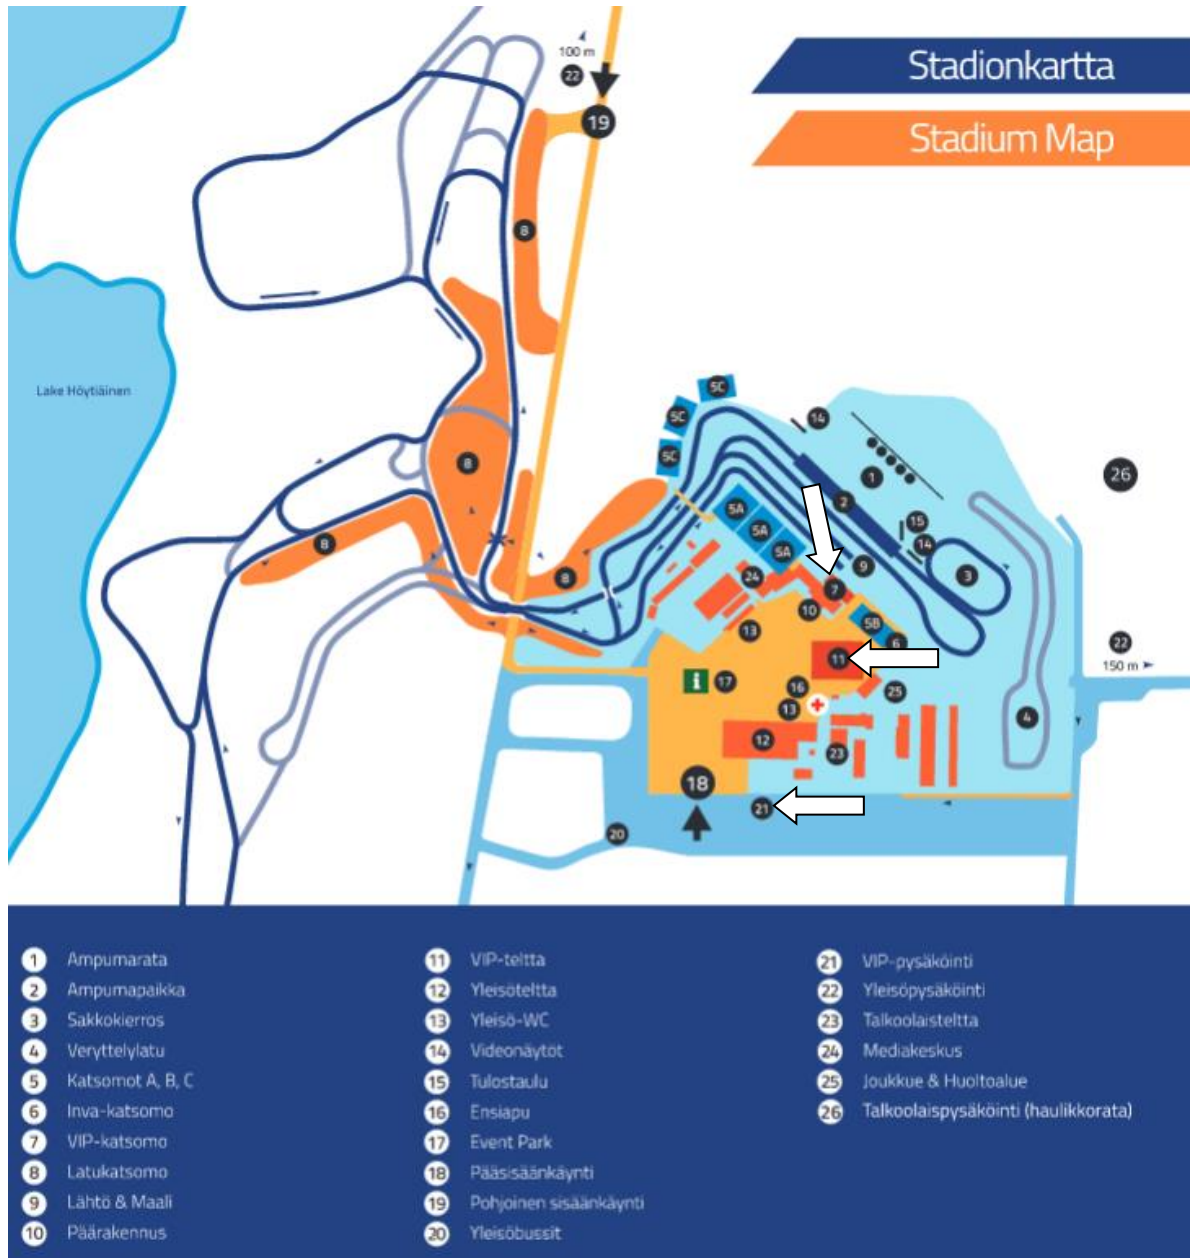 Stadionkartta
Stadium Map
100 m
22
19
8
Lake Höytiäinen
5C
5C
5C
14
1
26
8
2
5A
5A
5A
15
14
8
8
9
3
24
7
10
5B
13
6
11
22
150 m
17
16
25
13
4
12
23
18
21
20
1 Ampumarata
2 Ampumapaikka
3 Sakkokierros
4 Veryttelylatu
5 Katsomot A, B, C
6 Inva-katsomo
7 VIP-katsomo
8 Latukatsomo
9 Lähtö & Maali
10 Päärakennus
11 VIP-teltta
12 Yleisöteltta
13 Yleisö-WC
14 Videonäytöt
15 Tulostaulu
16 Ensiapu
17 Event Park
18 Pääsisäänkäynti
19 Pohjoinen sisäänkäynti
20 Yleisöbussit
21 VIP-pysäköinti
22 Yleisöpysäköinti
23 Talkoolaisteltta
24 Mediakeskus
25 Joukkue & Huoltoalue
26 Talkoolaispysäköinti (haulikkorata)